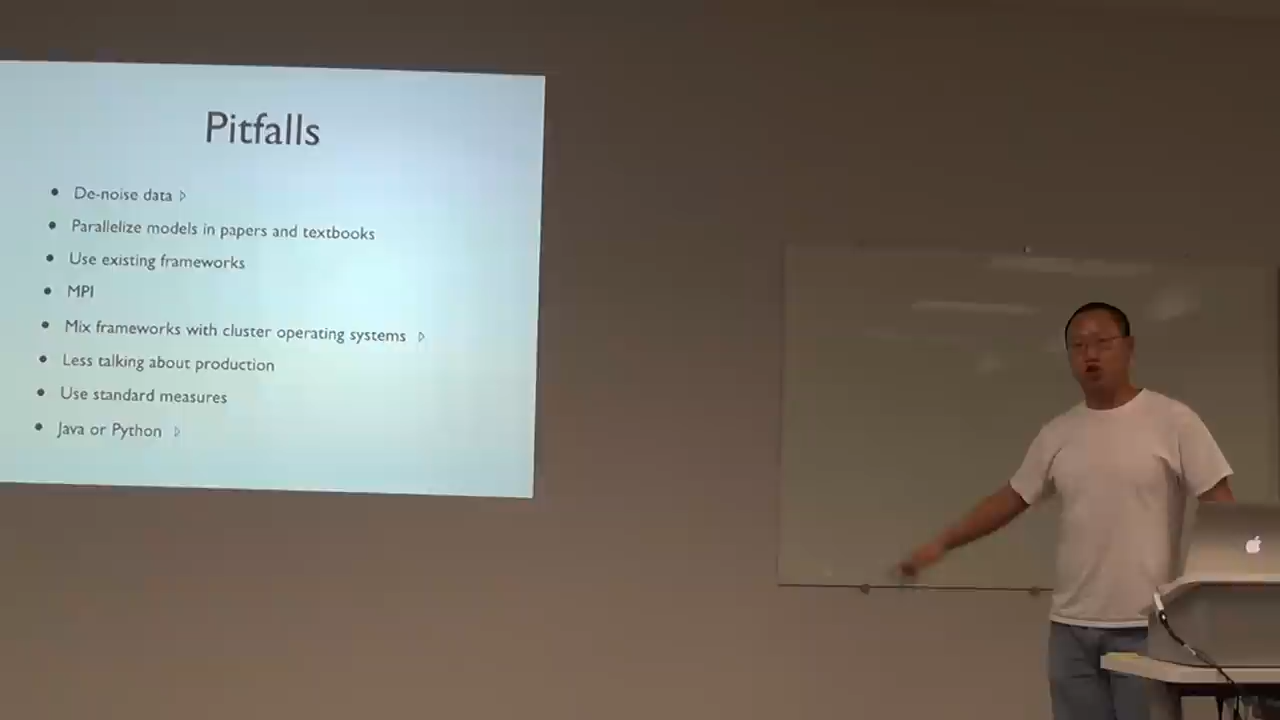 Pitfalls
• De-noise data ▷
• Parallelize models in papers and textbooks
• Use existing frameworks
• MPI
• Mix frameworks with cluster operating systems ▷
• Less talking about production
• Use standard measures
• Java or Python ▷